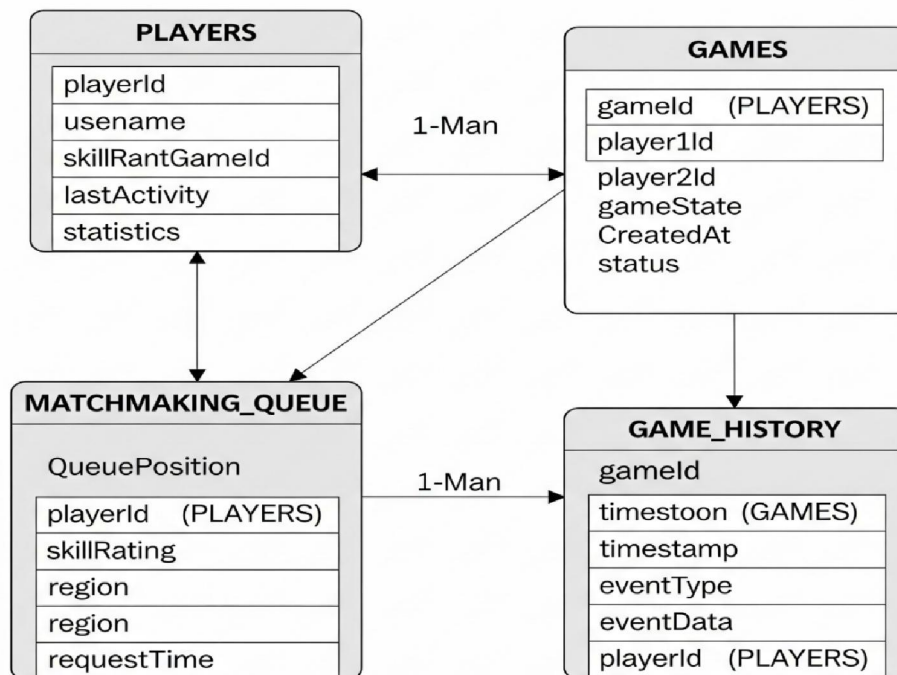 PLAYERS
playerId
usename
skillRantGameId
lastActivity
statistics
1-Man
GAMES
gameId (PLAYERS)
player1Id
player2Id
gameState
CreatedAt
status
MATCHMAKING_QUEUE
QueuePosition
playerId (PLAYERS)
skillRating
region
region
requestTime
1-Man
GAME_HISTORY
gameId
timestoon (GAMES)
timestamp
eventType
eventData
playerId (PLAYERS)